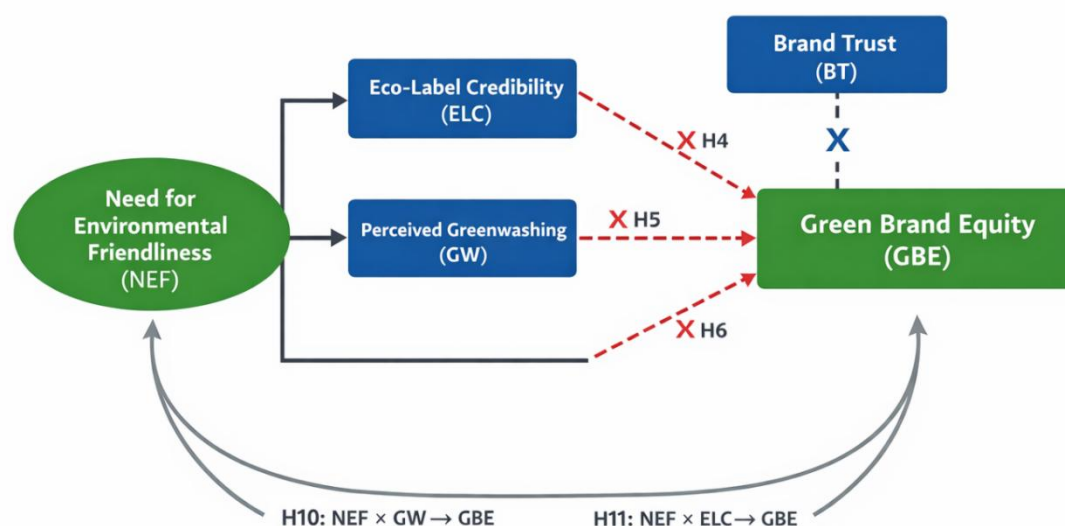 Brand Trust
(BT)
Eco-Label Credibility
(ELC)
X H4
X
Need for
Environmental
Friendliness
(NEF)
Perceived Greenwashing
(GW)
X H5
Green Brand Equity
(GBE)
X H6
H10: NEF × GW → GBE
H11: NEF × ELC → GBE